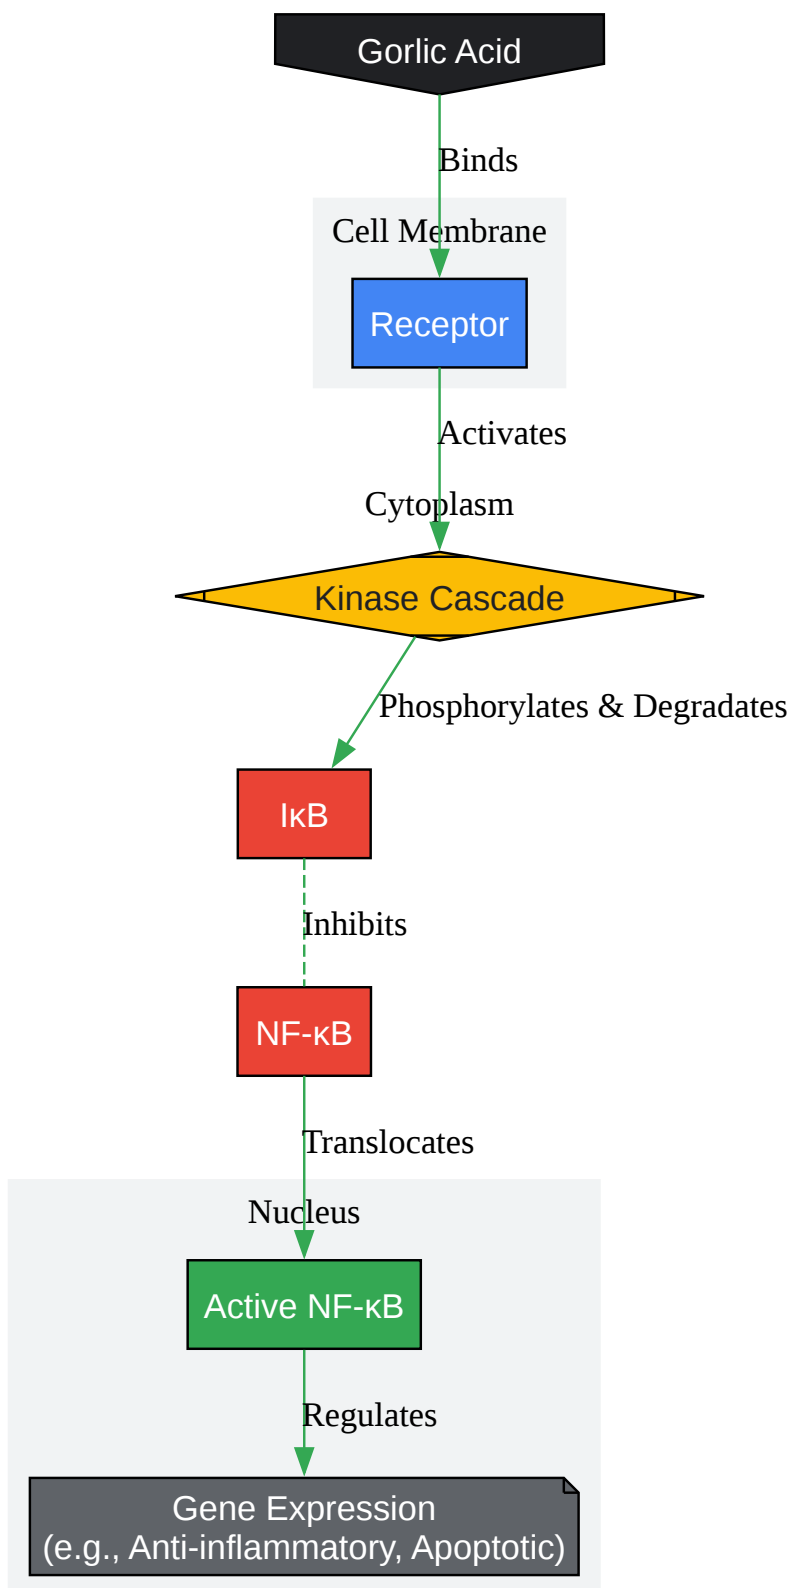 Gorlic Acid
Binds
Cell Membrane
Receptor
Activates
Cytoplasm
Kinase Cascade
Phosphorylates & Degradates
IκB
Inhibits
NF-κB
Translocates
Nucleus
Active NF-κB
Regulates
Gene Expression
(e.g., Anti-inflammatory, Apoptotic)